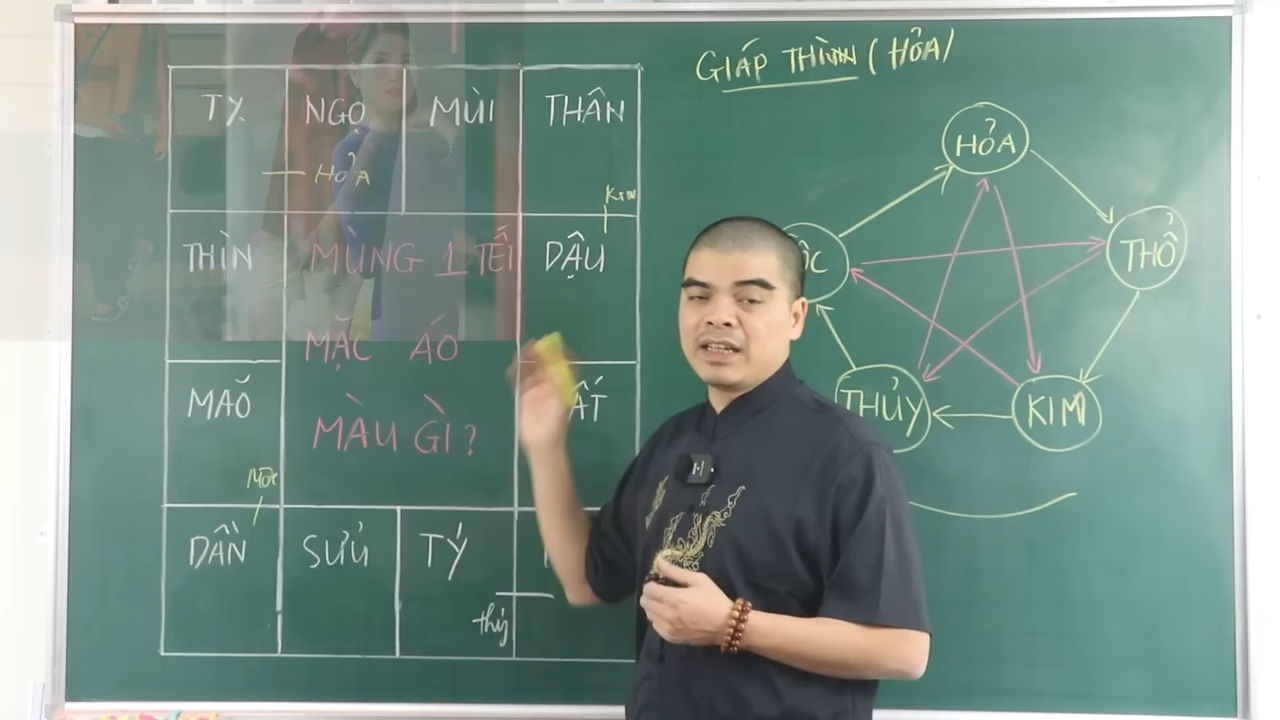 GIÁP THÌN (HỎA)
TỴ NGỌ MÙI THÂN
HỎA
KIM
THÌN DẬU
MÙNG 1 TẾT
MẶC ÁO
MÀU GÌ?
MAÕ
MỘC
DẦN SỬU TÝ
thủy
HỎA
THỔ
KIM
THỦY